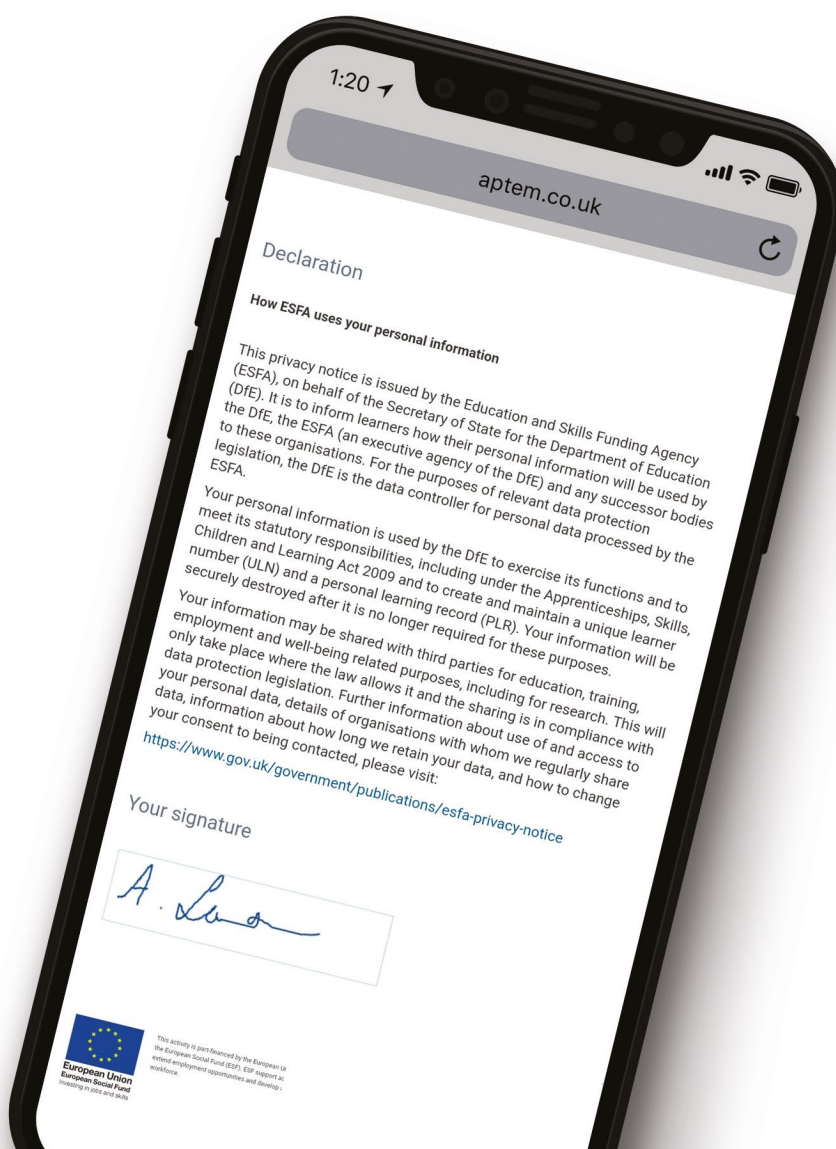 1:20
aptem.co.uk
Declaration
How ESFA uses your personal information
This privacy notice is issued by the Education and Skills Funding Agency
(ESFA), on behalf of the Secretary of State for the Department of Education
(DfE). It is to inform learners how their personal information will be used by
the DfE, the ESFA (an executive agency of the DfE) and any successor bodies
to these organisations. For the purposes of relevant data protection
legislation, the DfE is the data controller for personal data processed by the
ESFA.
Your personal information is used by the DfE to exercise its functions and to
meet its statutory responsibilities, including under the Apprenticeships, Skills,
Children and Learning Act 2009 and to create and maintain a unique learner
number (ULN) and a personal learning record (PLR). Your information will be
securely destroyed after it is no longer required for these purposes.
Your information may be shared with third parties for education, training,
employment and well-being related purposes, including for research. This will
only take place where the law allows it and the sharing is in compliance with
data protection legislation. Further information about use of and access to
your personal data, details of organisations with whom we regularly share
data, information about how long we retain your data, and how to change
your consent to being contacted, please visit:
https://www.gov.uk/government/publications/esfa-privacy-notice
Your signature
A.
European Union
European Social Fund
Investing in jobs and skills
This activity is part-financed by the European
the European Social Fund (ESF). ESF support
extend employment opportunities and develop
workforce.